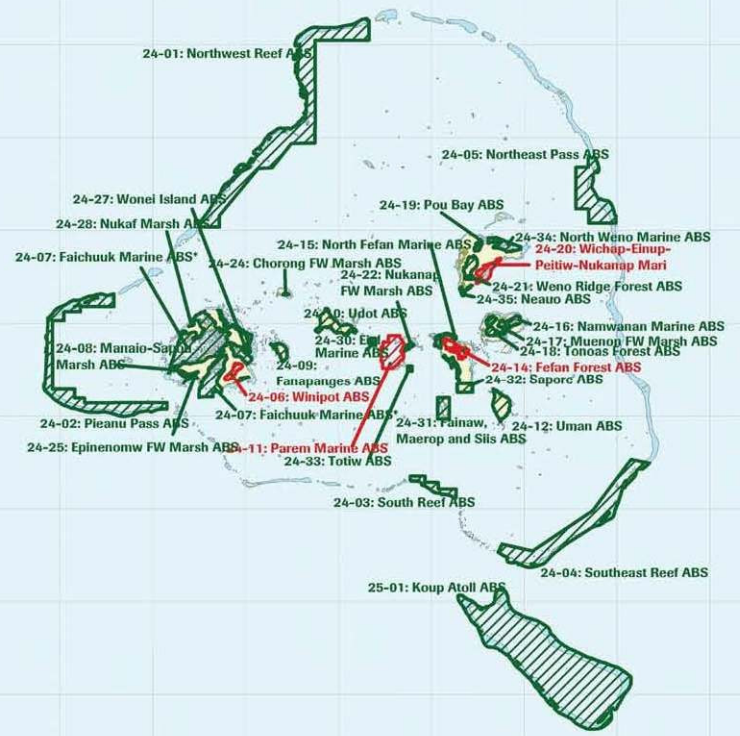 24-01: Northwest Reef ABS
24-05: Northeast Pass ABS
24-27: Wonei Island ABS
24-19: Pou Bay ABS
24-28: Nukaf Marsh ABS
24-34: North Weno Marine ABS
24-15: North Fefan Marine ABS
24-20: Wichap-Einup-
Peitiw-Nukanap Mari
24-07: Faichuuk Marine ABS*
24-24: Chorong FW Marsh ABS
24-22: Nukanap
FW Marsh ABS
24-21: Weno Ridge Forest ABS
24-35: Neauo ABS
Udot ABS
24-16: Namwanan Marine ABS
24-17: Muenon FW Marsh ABS
24-18: Tonoas Forest ABS
24-30:
Marine ABS
24-08: Manaio-Sapou
Marsh ABS
24-09:
Fanapanges ABS
24-14: Fefan Forest ABS
24-32: Saporc ABS
24-06: Winipot ABS
24-07: Faichuuk Marine ABS*
24-02: Pieanu Pass ABS
24-31: Fainaw,
Maerop and Siis ABS
24-12: Uman ABS
24-25: Epinenomw FW Marsh ABS
24-11: Parem Marine ABS
24-33: Totiw ABS
24-03: South Reef ABS
24-04: Southeast Reef ABS
25-01: Koup Atoll ABS